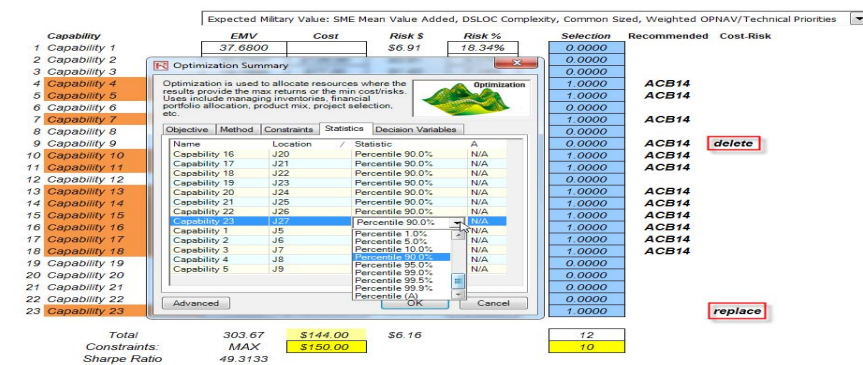 Expected Military Value: SME Mean Value Added, DSLOC Complexity, Common Sized, Weighted OPNAV/Technical Priorities
Capability EMV Cost Risk $ Risk % Selection Recommended Cost-Risk
1 Capability 1 37.6800 $6.91 18.34% 0.0000
2 Capability 2 0.0000
3 Capability 3 0.0000
4 Capability 4 1.0000 ACB14
5 Capability 5 1.0000 ACB14
6 Capability 6 0.0000
7 Capability 7 1.0000 ACB14
8 Capability 8 0.0000
9 Capability 9 0.0000 delete
10 Capability 10 1.0000 ACB14
11 Capability 11 1.0000 ACB14
12 Capability 12 0.0000
13 Capability 13 1.0000 ACB14
14 Capability 14 1.0000 ACB14
15 Capability 15 1.0000 ACB14
16 Capability 16 1.0000 ACB14
17 Capability 17 1.0000 ACB14
18 Capability 18 1.0000 ACB14
19 Capability 19 0.0000
20 Capability 20 0.0000
21 Capability 21 0.0000
22 Capability 22 0.0000
23 Capability 23 1.0000 replace
Total 303.67 $144.00 $6.16 12
Constraints: MAX $150.00 10
Sharpe Ratio 49.3133
Optimization Summary
Optimization is used to allocate resources where the
results provide the max returns or the min cost/risks.
Uses include managing inventories, financial
portfolio allocation, product mix, project selection,
etc.
Optimization
Objective Method Constraints Statistics Decision Variables
Name Location / Statistic A
Capability 16 J20 Percentile 90.0% N/A
Capability 17 J21 Percentile 90.0% N/A
Capability 18 J22 Percentile 90.0% N/A
Capability 19 J23 Percentile 90.0% N/A
Capability 20 J24 Percentile 90.0% N/A
Capability 21 J25 Percentile 90.0% N/A
Capability 22 J26 Percentile 90.0% N/A
Capability 23 J27 Percentile 90.0% N/A
Capability 1 J5 Percentile 1.0% N/A
Capability 2 J6 Percentile 5.0% N/A
Capability 3 J7 Percentile 10.0% N/A
Capability 4 J8 Percentile 90.0% N/A
Capability 5 J9 Percentile 95.0% N/A
Percentile 99.0%
Percentile 99.5%
Percentile 99.9%
Percentile (A)
Advanced OK Cancel